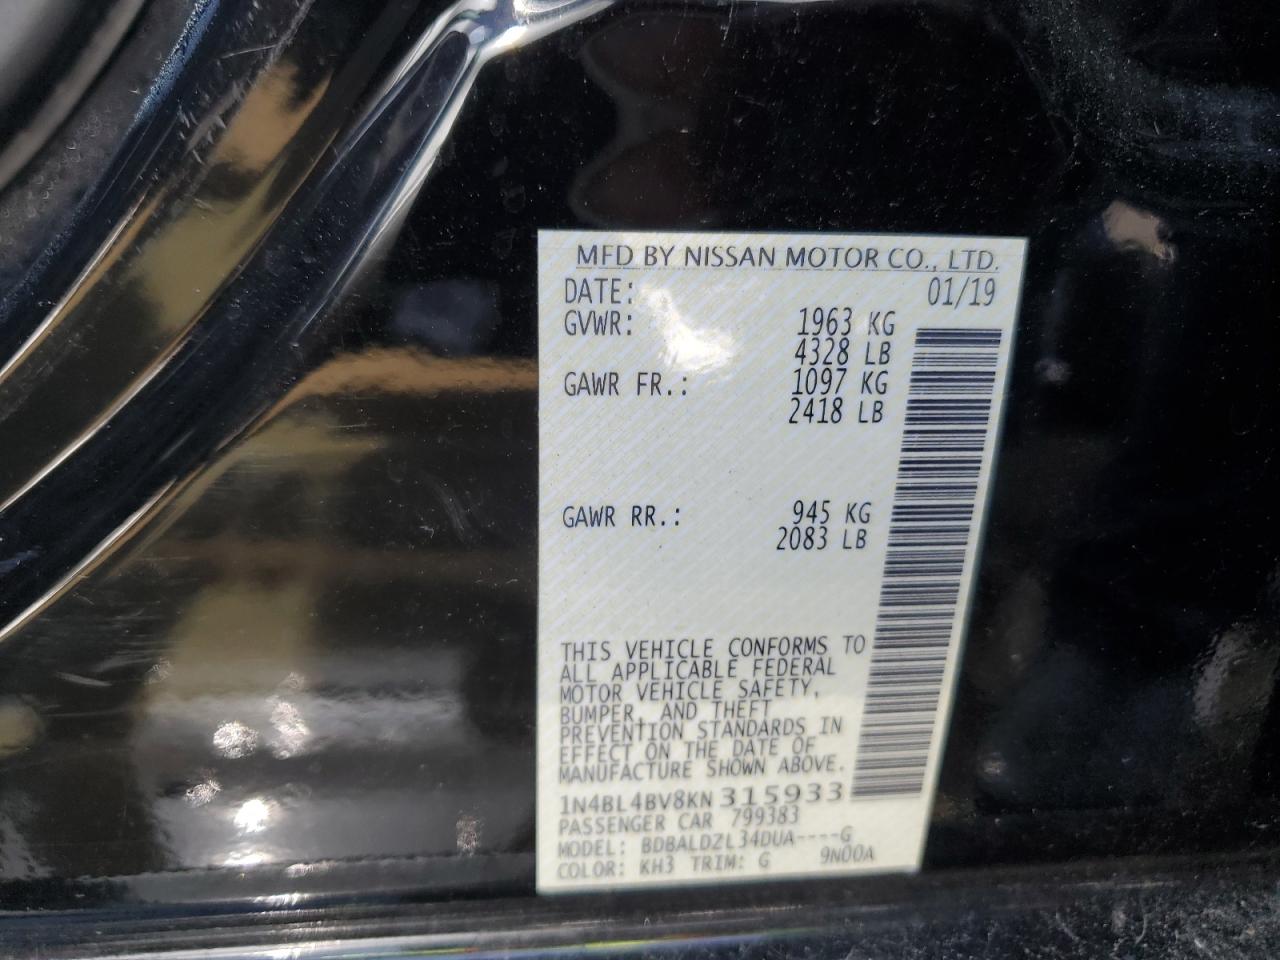 MFD BY NISSAN MOTOR CO., LTD.
DATE: 01/19
GVWR: 1963 KG
4328 LB
GAWR FR.: 1097 KG
2418 LB
GAWR RR.: 945 KG
2083 LB
THIS VEHICLE CONFORMS TO
ALL APPLICABLE FEDERAL
MOTOR VEHICLE SAFETY,
BUMPER, AND THEFT
PREVENTION STANDARDS IN
EFFECT ON THE DATE OF
MANUFACTURE SHOWN ABOVE.
1N4BL4BV8KN315933
PASSENGER CAR 799383
MODEL: BDBALDZL34DUA----G
COLOR: KH3 TRIM: G 9N00A